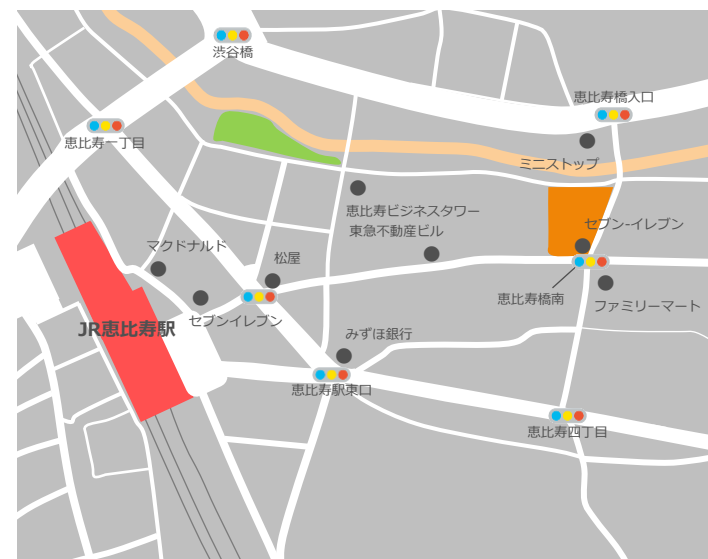 渋谷橋
恵比寿橋入口
恵比寿一丁目
ミニストップ
恵比寿ビジネスタワー
東急不動産ビル
セブン-イレブン
マクドナルド
松屋
恵比寿橋南
ファミリーマート
セブンイレブン
JR恵比寿駅
みずほ銀行
恵比寿駅東口
恵比寿四丁目